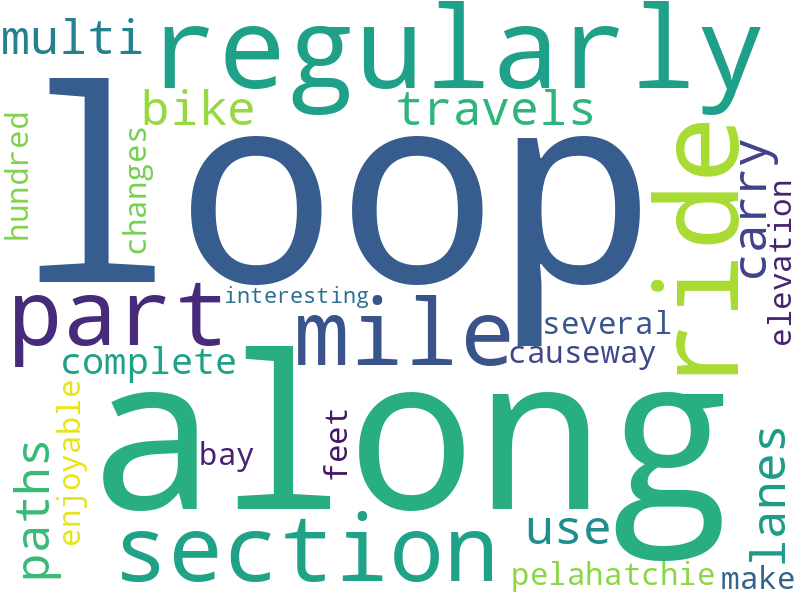 multi
regularly
bike
travels
hundred
changes
loop
ride
carry
elevation
part
interesting
mile
several
causeway
complete
along
paths
enjoyable
bay
feet
section
use
lanes
pelahatchie
make